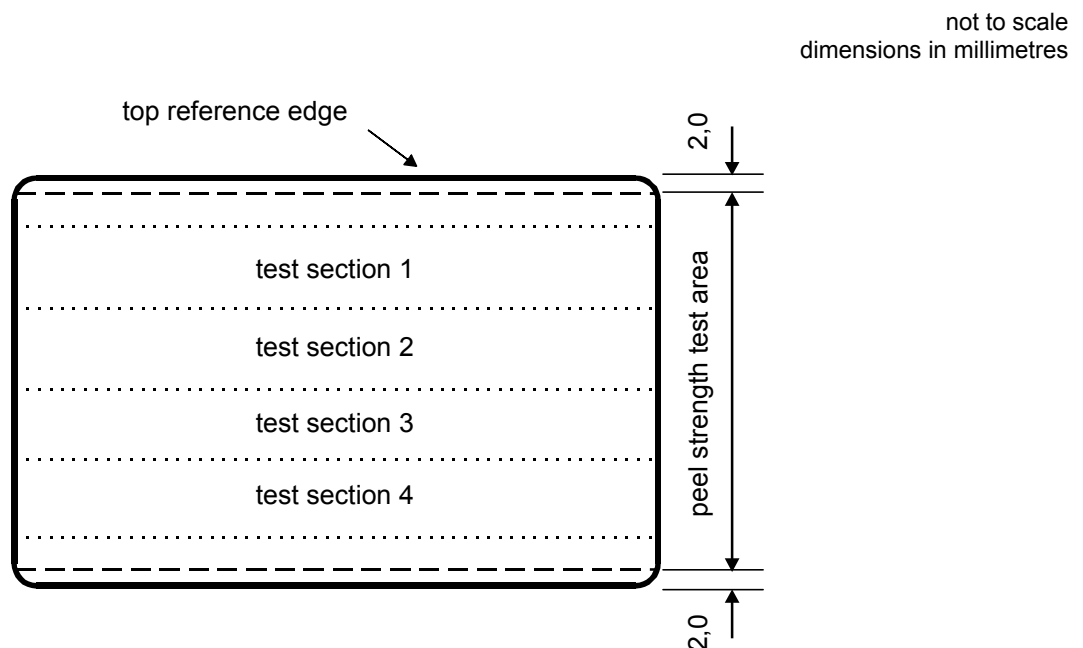 not to scale
dimensions in millimetres
top reference edge
2,0
test section 1
test section 2
test section 3
test section 4
peel strength test area
2,0